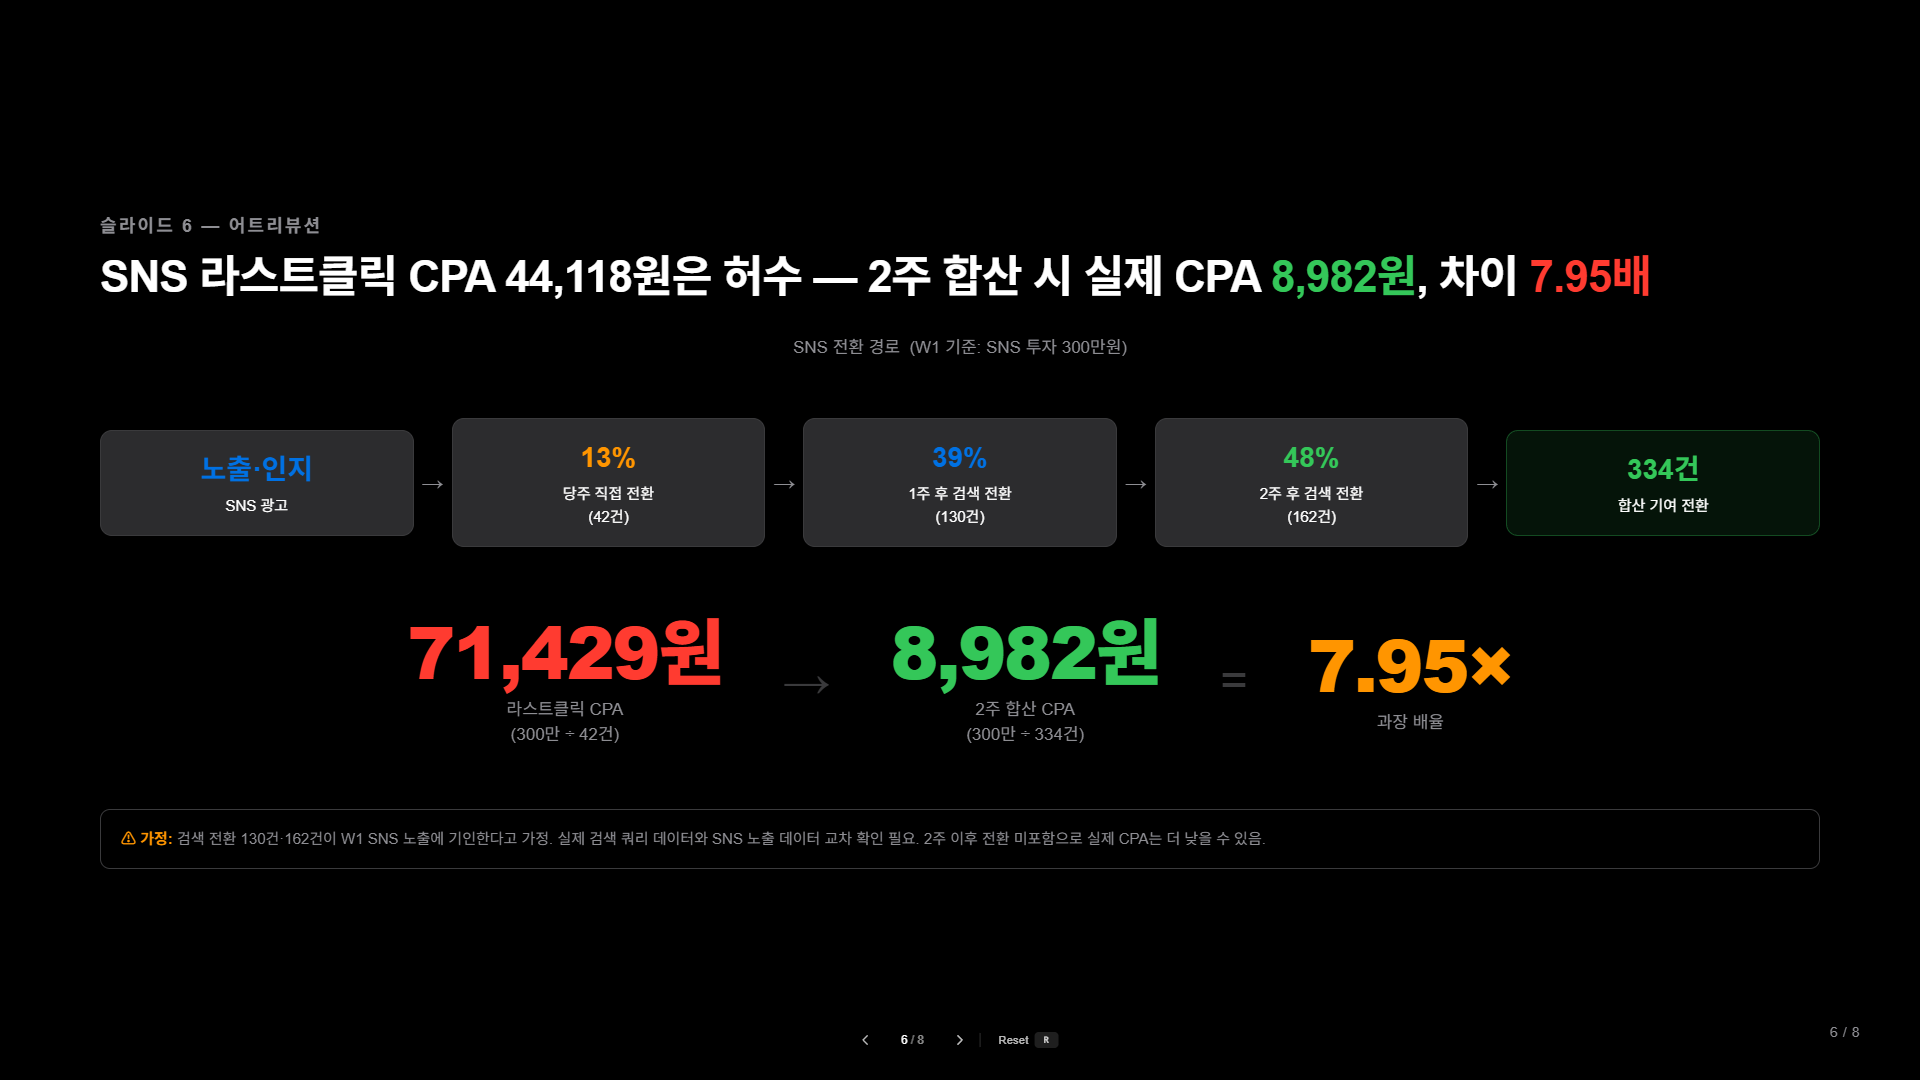 슬라이드 6 — 어트리뷰션
SNS 라스트클릭 CPA 44,118원은 허수 — 2주 합산 시 실제 CPA 8,982원, 차이 7.95배
SNS 전환 경로 (W1 기준: SNS 투자 300만원)
노출·인지
SNS 광고
→
13%
당주 직접 전환
(42건)
→
39%
1주 후 검색 전환
(130건)
→
48%
2주 후 검색 전환
(162건)
→
334건
합산 기여 전환
71,429원
라스트클릭 CPA
(300만 ÷ 42건)
→
8,982원
2주 합산 CPA
(300만 ÷ 334건)
=
7.95×
과장 배율
⚠ 가정: 검색 전환 130건·162건이 W1 SNS 노출에 기인한다고 가정. 실제 검색 쿼리 데이터와 SNS 노출 데이터 교차 확인 필요. 2주 이후 전환 미포함으로 실제 CPA는 더 낮을 수 있음.
6 / 8
Reset R
6 / 8